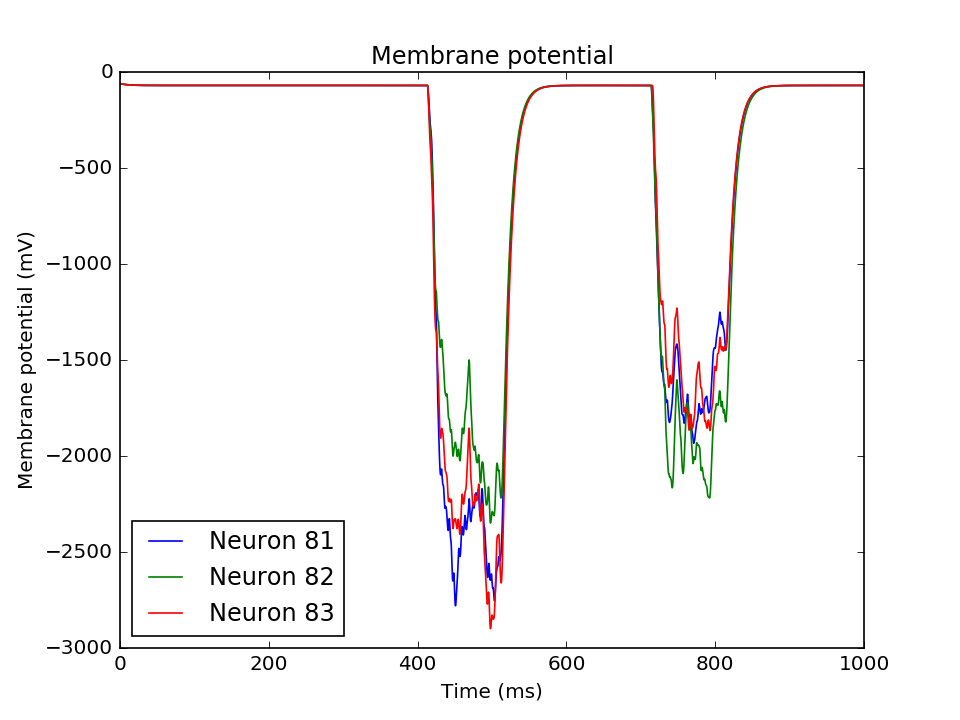 Membrane potential
Membrane potential (mV)
0
−500
−1000
−1500
−2000
−2500
−3000
Neuron 81
Neuron 82
Neuron 83
0 200 400 600 800 1000
Time (ms)